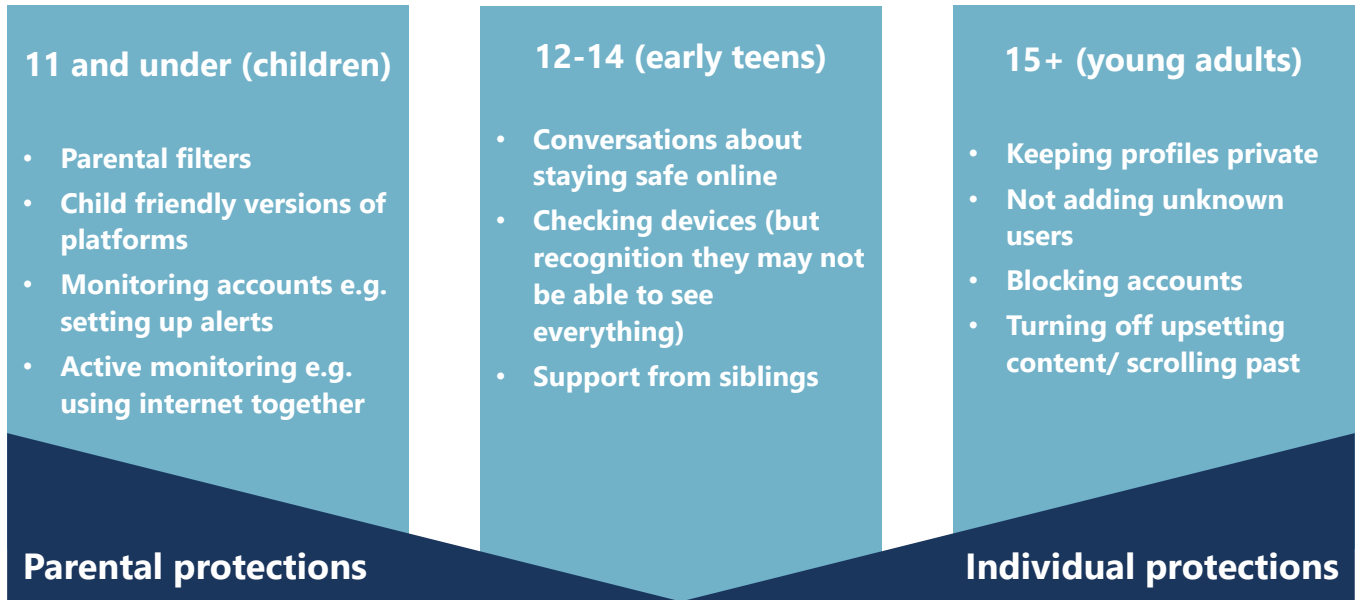 11 and under (children)
• Parental filters
• Child friendly versions of
platforms
• Monitoring accounts e.g.
setting up alerts
• Active monitoring e.g.
using internet together
12-14 (early teens)
• Conversations about
staying safe online
• Checking devices (but
recognition they may not
be able to see
everything)
• Support from siblings
15+ (young adults)
• Keeping profiles private
• Not adding unknown
users
• Blocking accounts
• Turning off upsetting
content/ scrolling past
Parental protections
Individual protections